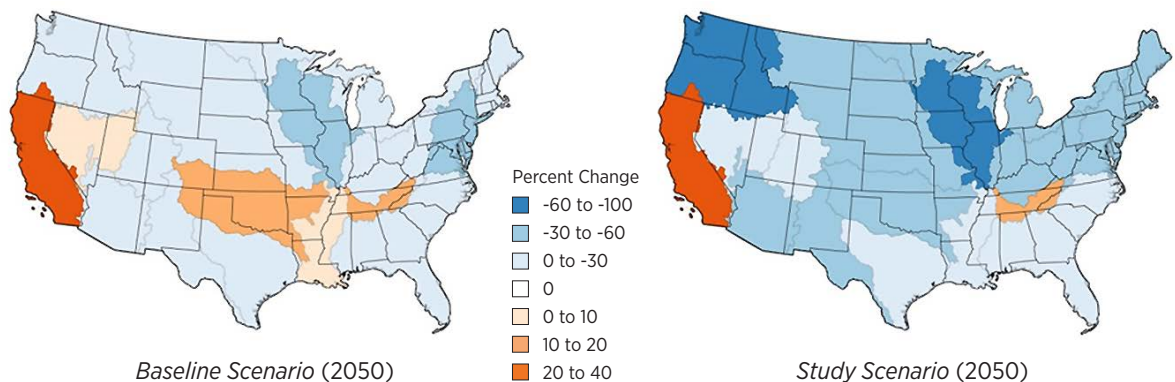 Percent Change
-60 to -100
-30 to -60
0 to -30
0
0 to 10
10 to 20
20 to 40
Baseline Scenario (2050)
Study Scenario (2050)